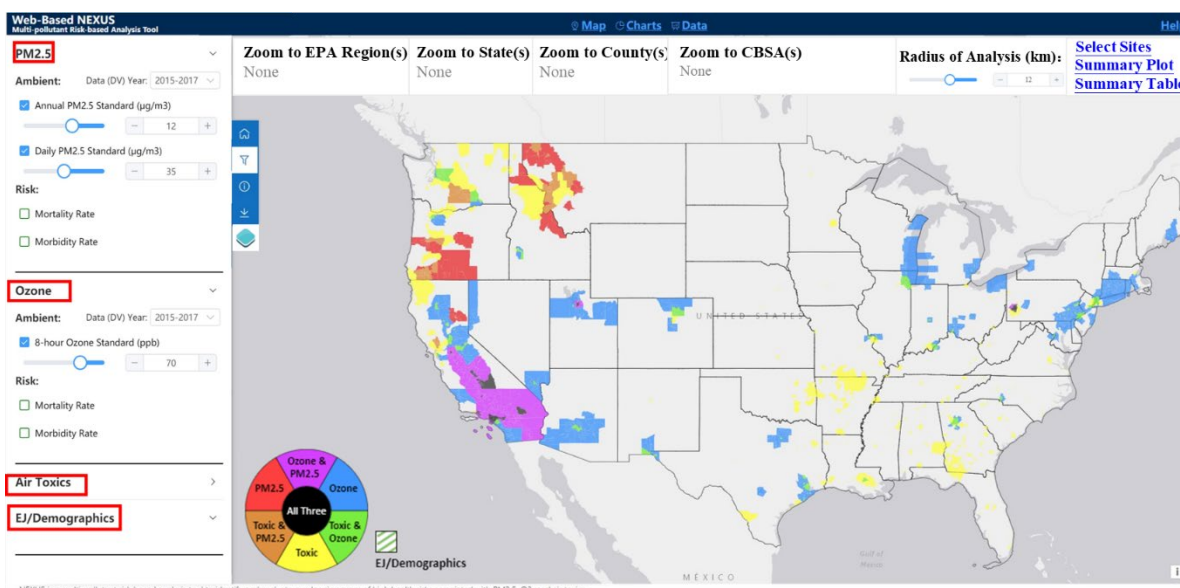 Web-Based NEXUS
Multi-pollutant Risk-based Analysis Tool
Map Charts Data
Hel
PM2.5
Ambient: Data (DV) Year: 2015-2017
Annual PM2.5 Standard (µg/m3)
− 12 +
Daily PM2.5 Standard (µg/m3)
− 35 +
Risk:
Mortality Rate
Morbidity Rate
Ozone
Ambient: Data (DV) Year: 2015-2017
8-hour Ozone Standard (ppb)
− 70 +
Risk:
Mortality Rate
Morbidity Rate
Air Toxics
EJ/Demographics
Zoom to EPA Region(s) Zoom to State(s) Zoom to County(s) Zoom to CBSA(s)
None None None None
Radius of Analysis (km):
− 12 +
Select Sites
Summary Plot
Summary Table
UNITED STATES
Gulf of
Mexico
MÉXICO
Ozone &
PM2.5
PM2.5
Ozone
All Three
Toxic &
PM2.5
Toxic &
Ozone
Toxic
EJ/Demographics